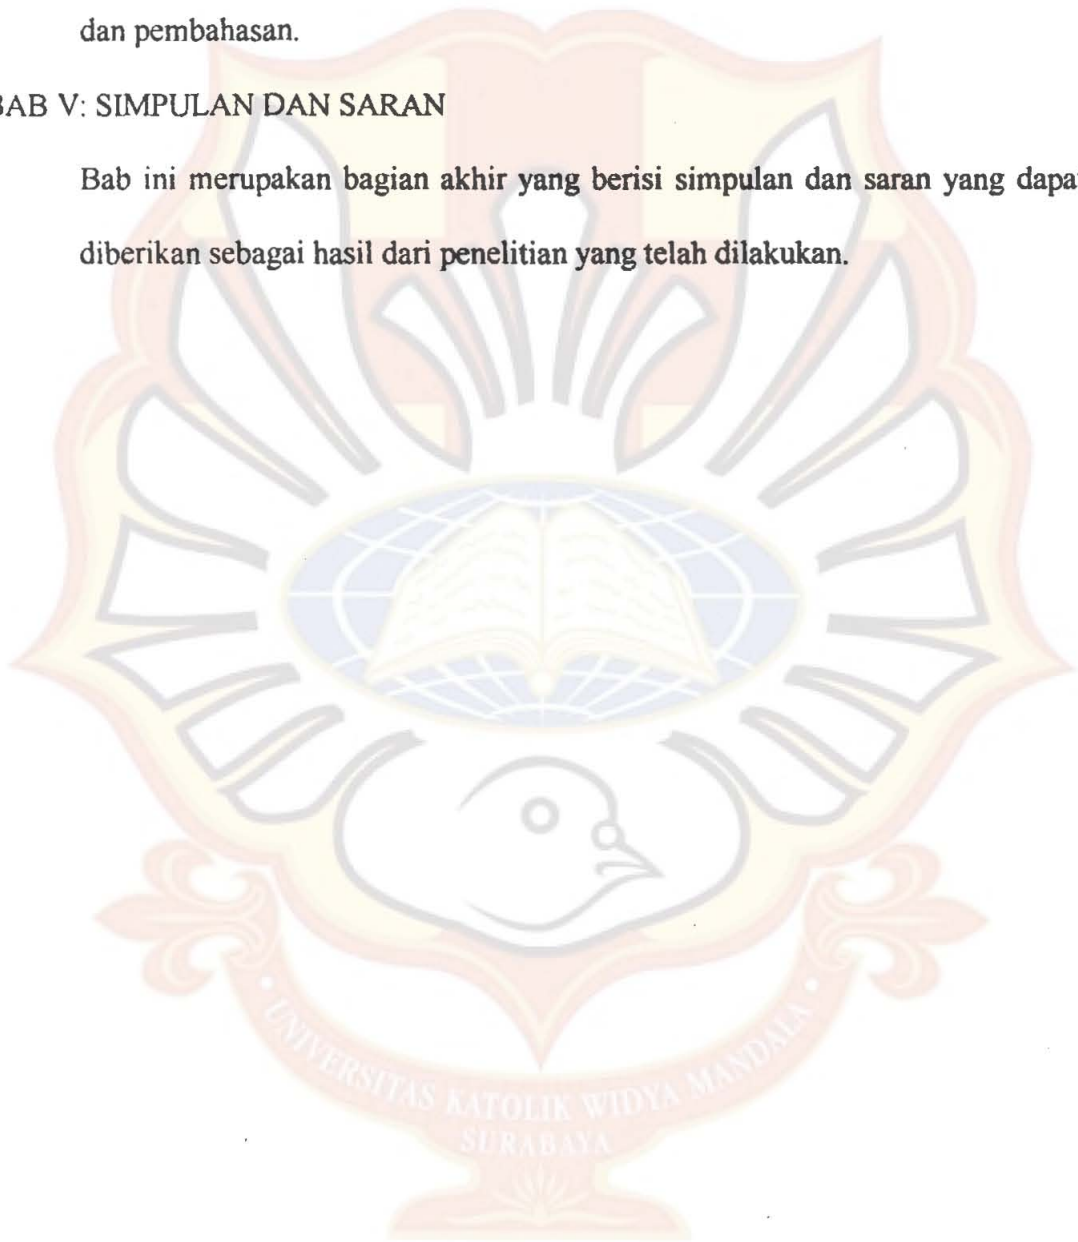 dan pembahasan.
BAB V: SIMPULAN DAN SARAN
Bab ini merupakan bagian akhir yang berisi simpulan dan saran yang dapat
diberikan sebagai hasil dari penelitian yang telah dilakukan.
UNIVERSITAS KATOLIK WIDYA MANDALA
SURABAYA